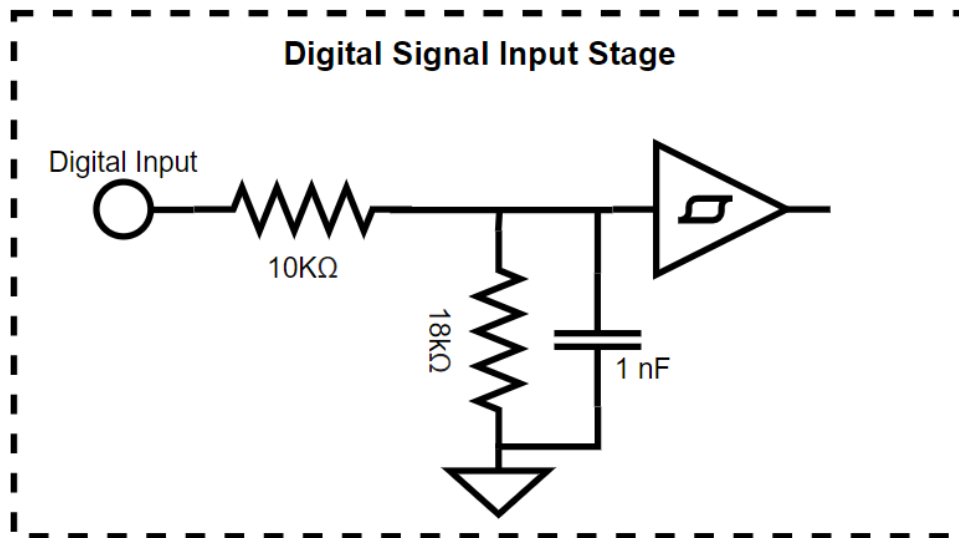 Digital Signal Input Stage
Digital Input
10KΩ
18kΩ
1 nF